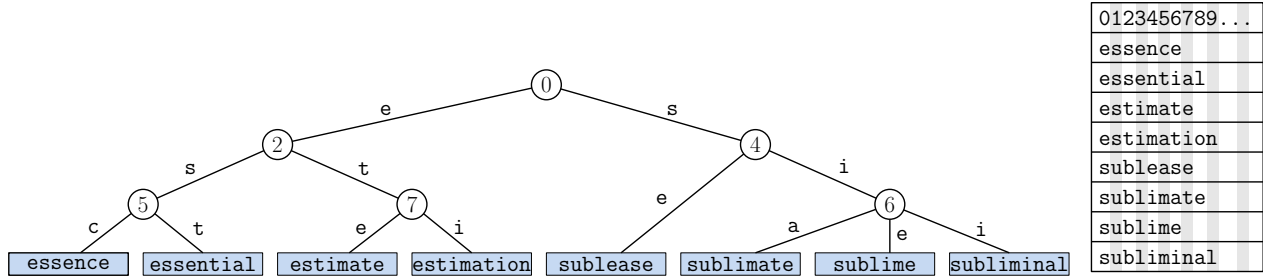 0
e
s
2
4
s
t
i
5
7
e
6
c
t
e
i
a
e
i
essence
essential
estimate
estimation
sublease
sublimate
sublime
subliminal
0123456789...
essence
essential
estimate
estimation
sublease
sublimate
sublime
subliminal